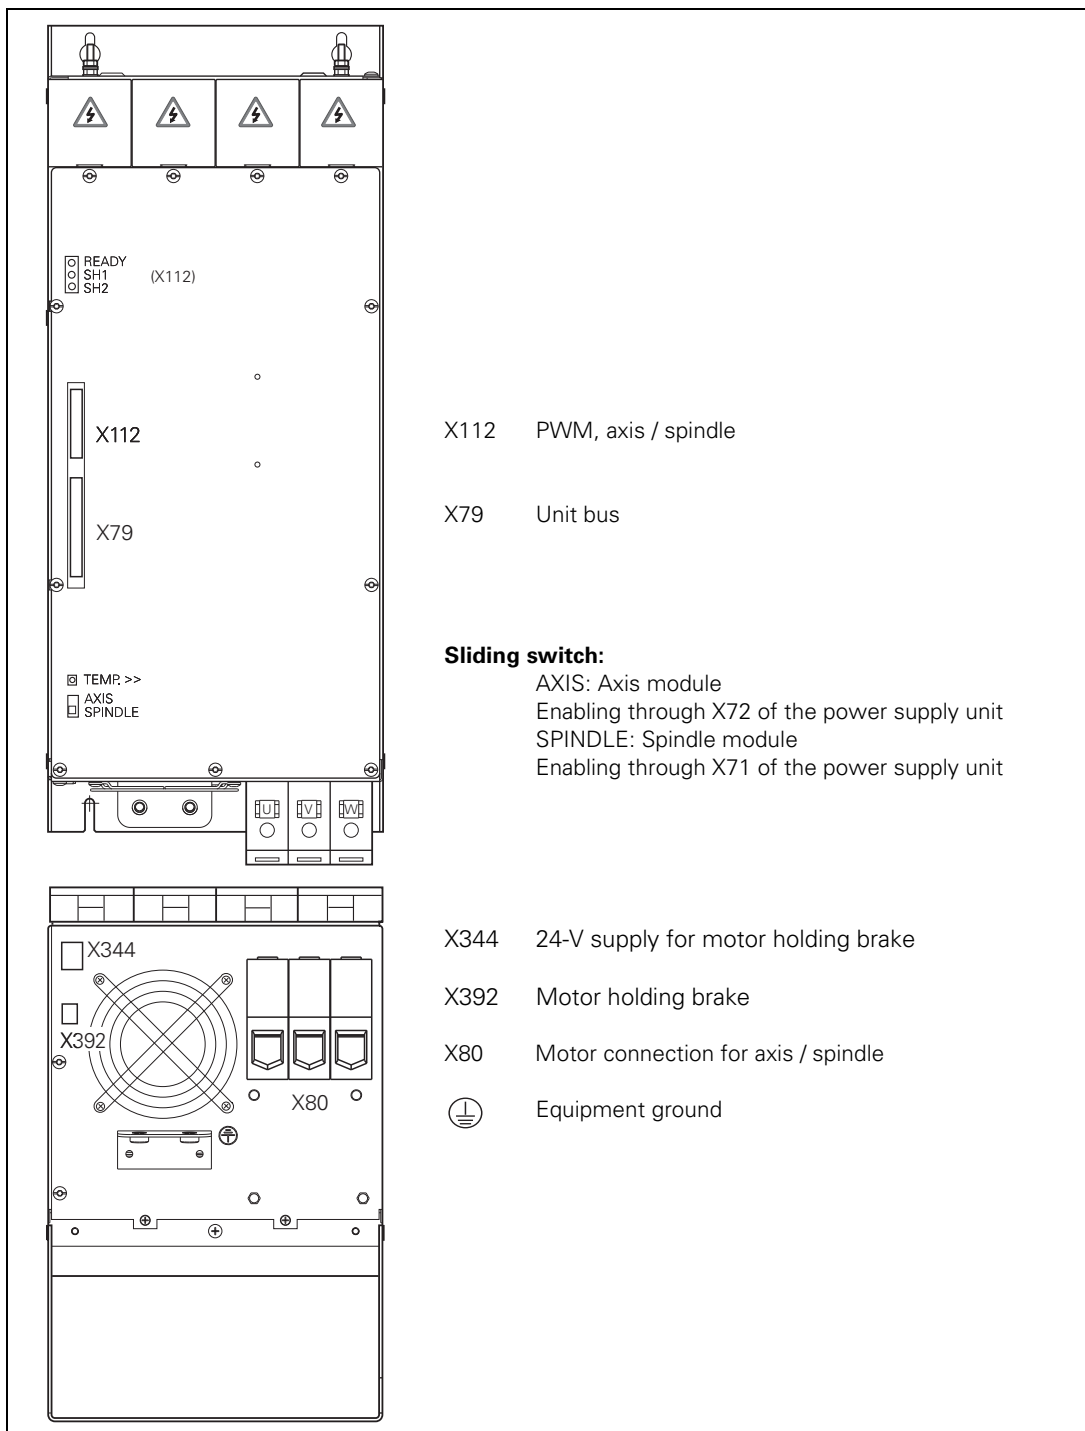 READY
SH1
SH2
(X112)
X112
X112 PWM, axis / spindle
X79 Unit bus
X79
Sliding switch:
AXIS: Axis module
Enabling through X72 of the power supply unit
SPINDLE: Spindle module
Enabling through X71 of the power supply unit
TEMP. >>
AXIS
SPINDLE
U V W
X344
X344 24-V supply for motor holding brake
X392 Motor holding brake
X392
X80 Motor connection for axis / spindle
X80
Equipment ground